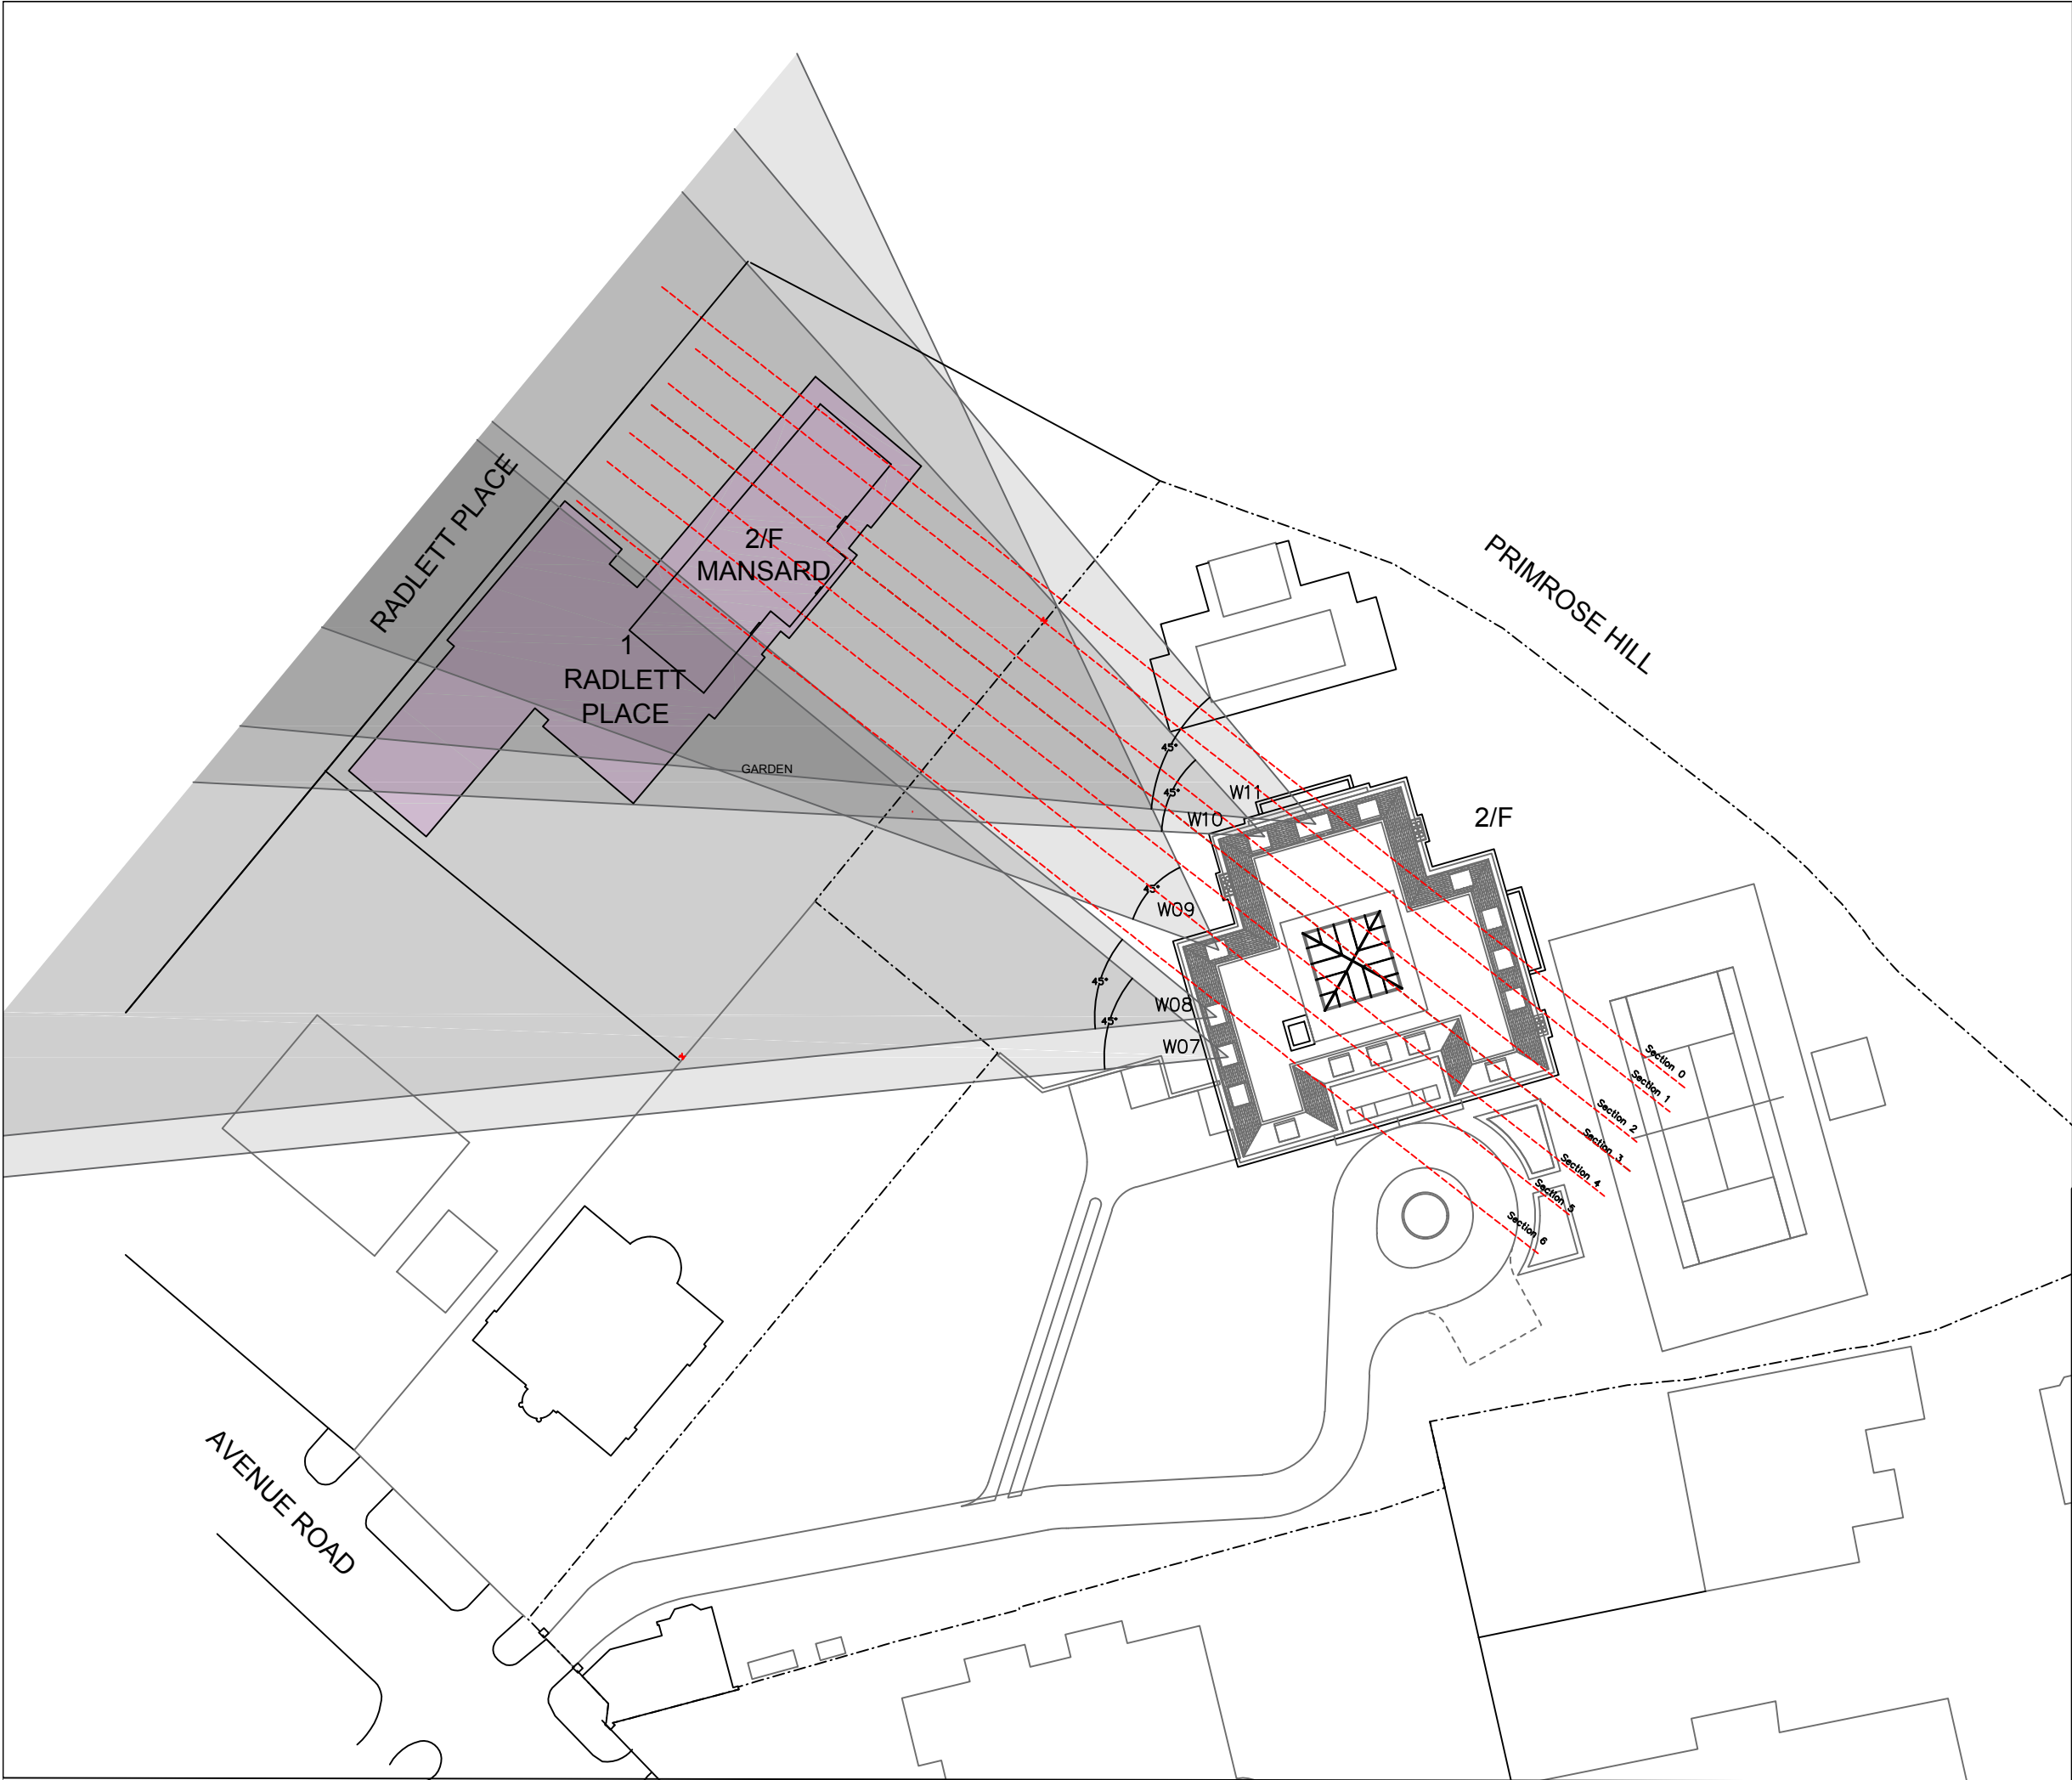 RADLETT PLACE
2/F
MANSARD
1
RADLETT
PLACE
GARDEN
PRIMROSE HILL
45°
W11
45°
W10
2/F
45°
W09
45°
W08
45°
W07
Section 0
Section 1
Section 2
Section 3
Section 4
Section 5
Section 6
AVENUE ROAD